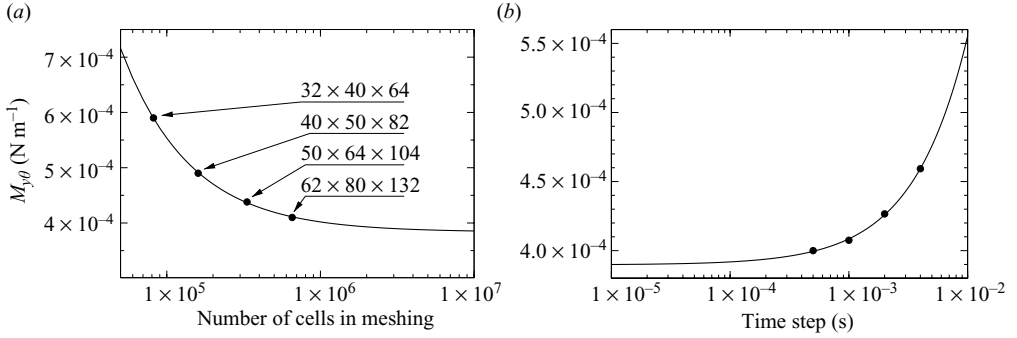 (a)
7 × 10⁻⁴
6 × 10⁻⁴
5 × 10⁻⁴
4 × 10⁻⁴
M_yθ (N m⁻¹)
32 × 40 × 64
40 × 50 × 82
50 × 64 × 104
62 × 80 × 132
1 × 10⁵
1 × 10⁶
1 × 10⁷
Number of cells in meshing
(b)
5.5 × 10⁻⁴
5.0 × 10⁻⁴
4.5 × 10⁻⁴
4.0 × 10⁻⁴
1 × 10⁻⁵
1 × 10⁻⁴
1 × 10⁻³
1 × 10⁻²
Time step (s)